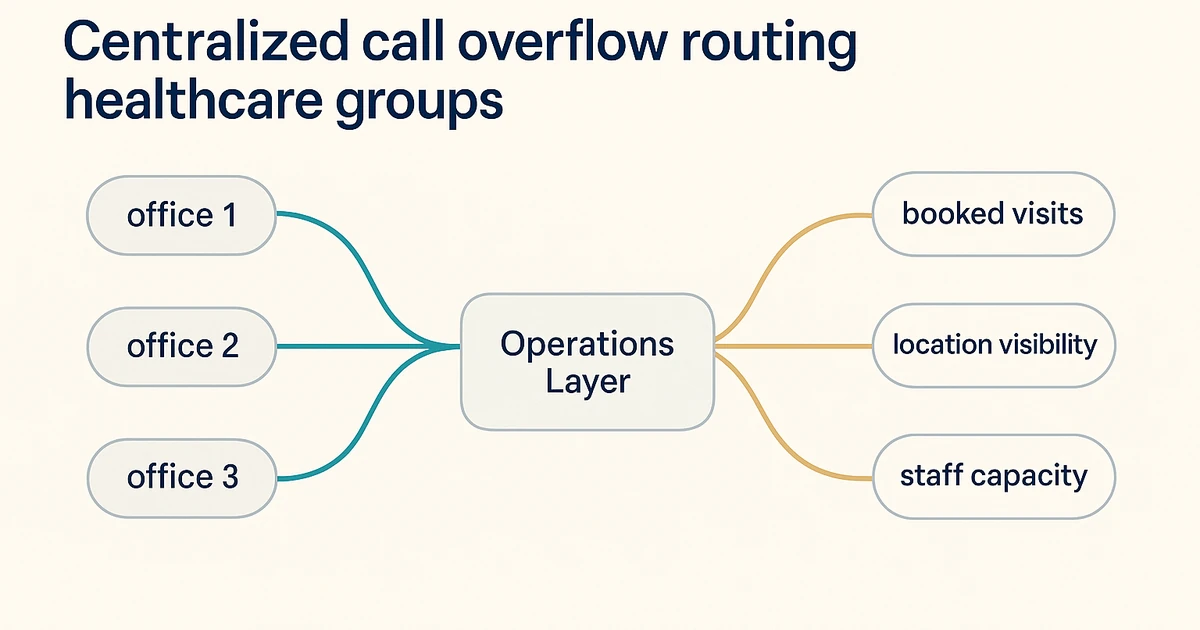 Centralized call overflow routing
healthcare groups
office 1
office 2
office 3
Operations
Layer
booked visits
location visibility
staff capacity